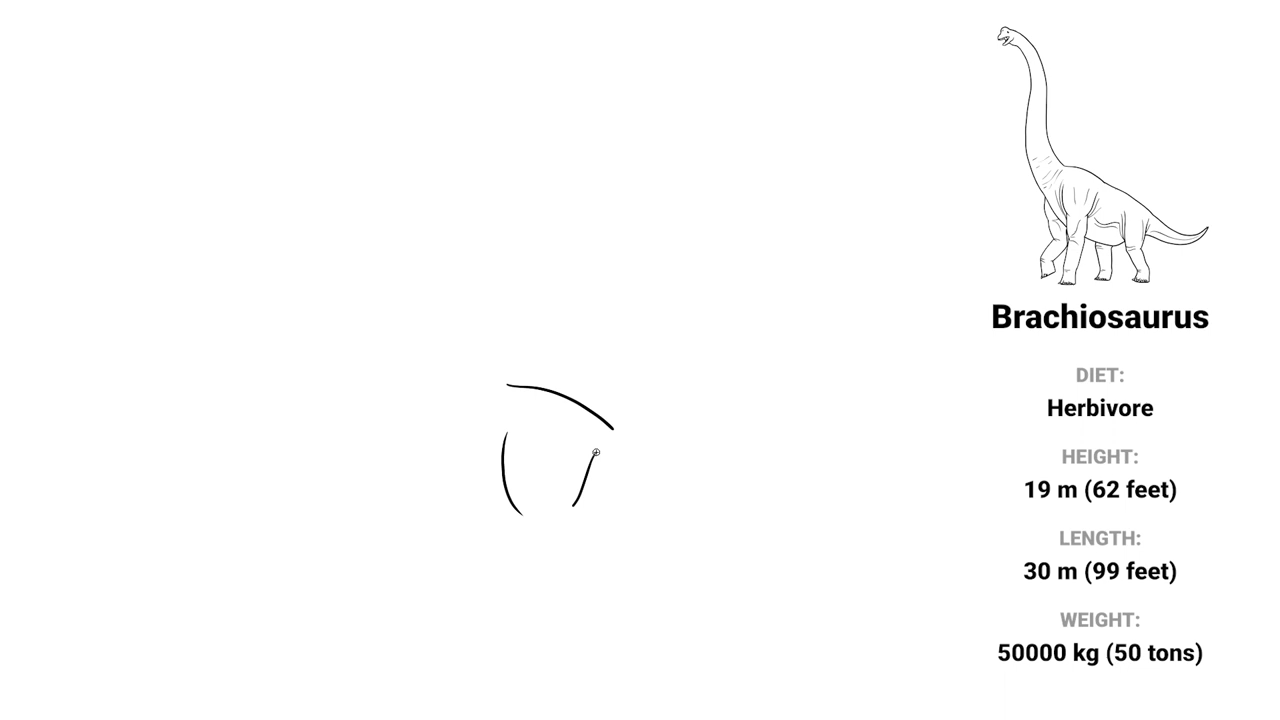 Brachiosaurus
DIET:
Herbivore
HEIGHT:
19 m (62 feet)
LENGTH:
30 m (99 feet)
WEIGHT:
50000 kg (50 tons)